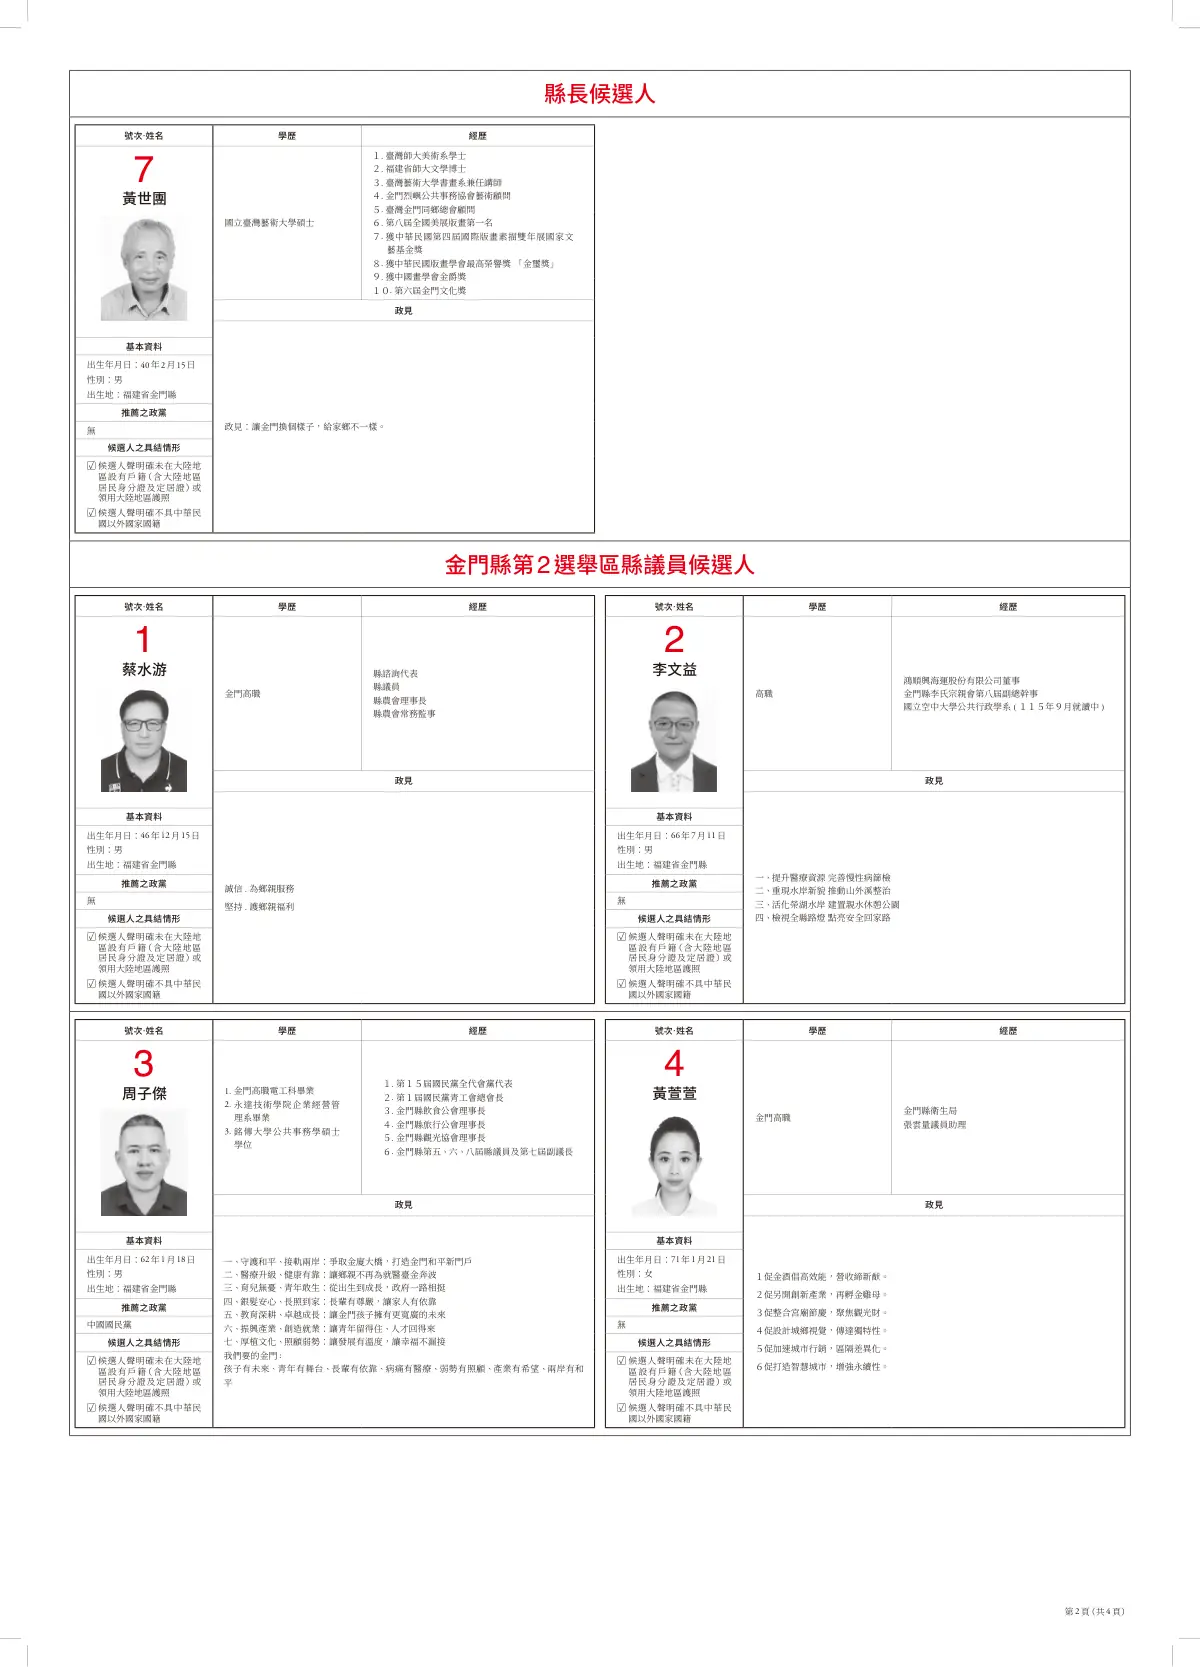 縣長候選人
號次·姓名
學歷
經歷
7
黃世團
國立臺灣藝術大學碩士
１.臺灣師大美術系學士
２.福建省師大文學博士
３.臺灣藝術大學書畫系兼任講師
４.金門烈嶼公共事務協會藝術顧問
５.臺灣金門同鄉總會顧問
６.第八屆全國美展版畫第一名
７.獲中華民國第四屆國際版畫素描雙年展國家文
藝基金獎
８.獲中華民國版畫學會最高榮譽獎 「金璽獎」
９.獲中國畫學會金爵獎
１０.第六屆金門文化獎
政見
政見：讓金門換個樣子，給家鄉不一樣。
基本資料
出生年月日：40年2月15日
性別：男
出生地：福建省金門縣
推薦之政黨
無
候選人之具結情形
☑候選人聲明確未在大陸地
區設有戶籍（含大陸地區
居民身分證及定居證）或
領用大陸地區護照
☑候選人聲明確不具中華民
國以外國家國籍
金門縣第２選舉區縣議員候選人
號次·姓名
學歷
經歷
1
蔡水游
金門高職
縣諮詢代表
縣議員
縣農會理事長
縣農會常務監事
政見
誠信．為鄉親服務
堅持．護鄉親福利
基本資料
出生年月日：46年12月15日
性別：男
出生地：福建省金門縣
推薦之政黨
無
候選人之具結情形
☑候選人聲明確未在大陸地
區設有戶籍（含大陸地區
居民身分證及定居證）或
領用大陸地區護照
☑候選人聲明確不具中華民
國以外國家國籍
號次·姓名
學歷
經歷
2
李文益
高職
鴻順興海運股份有限公司董事
金門縣李氏宗親會第八屆副總幹事
國立空中大學公共行政學系（１１５年９月就讀中）
政見
一、提升醫療資源 完善慢性病篩檢
二、重現水岸新貌 推動山外溪整治
三、活化榮湖水岸 建置親水休憩公園
四、檢視全縣路燈 點亮安全回家路
基本資料
出生年月日：66年7月11日
性別：男
出生地：福建省金門縣
推薦之政黨
無
候選人之具結情形
☑候選人聲明確未在大陸地
區設有戶籍（含大陸地區
居民身分證及定居證）或
領用大陸地區護照
☑候選人聲明確不具中華民
國以外國家國籍
號次·姓名
學歷
經歷
3
周子傑
1. 金門高職電工科畢業
2. 永達技術學院企業經營管
理系畢業
3. 銘傳大學公共事務學碩士
學位
１.第１５屆國民黨全代會黨代表
２.第１屆國民黨青工會總會長
３.金門縣飲食公會理事長
４.金門縣旅行公會理事長
５.金門縣觀光協會理事長
６.金門縣第五、六、八屆縣議員及第七屆副議長
政見
一、守護和平、接軌兩岸：爭取金廈大橋，打造金門和平新門戶
二、醫療升級、健康有靠：讓鄉親不再為就醫臺金奔波
三、育兒無憂、青年敢生：從出生到成長，政府一路相挺
四、銀髮安心、長照到家：長輩有尊嚴，讓家人有依靠
五、教育深耕、卓越成長：讓金門孩子擁有更寬廣的未來
六、振興產業、創造就業：讓青年留得住、人才回得來
七、厚植文化、照顧弱勢：讓發展有溫度，讓幸福不漏接
我們要的金門：
孩子有未來、青年有舞台、長輩有依靠、病痛有醫療、弱勢有照顧、產業有希望、兩岸有和
平
基本資料
出生年月日：62年1月18日
性別：男
出生地：福建省金門縣
推薦之政黨
中國國民黨
候選人之具結情形
☑候選人聲明確未在大陸地
區設有戶籍（含大陸地區
居民身分證及定居證）或
領用大陸地區護照
☑候選人聲明確不具中華民
國以外國家國籍
號次·姓名
學歷
經歷
4
黃萱萱
金門高職
金門縣衛生局
張雲量議員助理
政見
1促金酒倡高效能，營收締新猷。
2促另開創新產業，再孵金雞母。
3促整合宮廟節慶，聚焦觀光財。
4促設計城鄉視覺，傳達獨特性。
5促加速城市行銷，區隔差異化。
6促打造智慧城市，增強永續性。
基本資料
出生年月日：71年1月21日
性別：女
出生地：福建省金門縣
推薦之政黨
無
候選人之具結情形
☑候選人聲明確未在大陸地
區設有戶籍（含大陸地區
居民身分證及定居證）或
領用大陸地區護照
☑候選人聲明確不具中華民
國以外國家國籍
第2頁（共4頁）